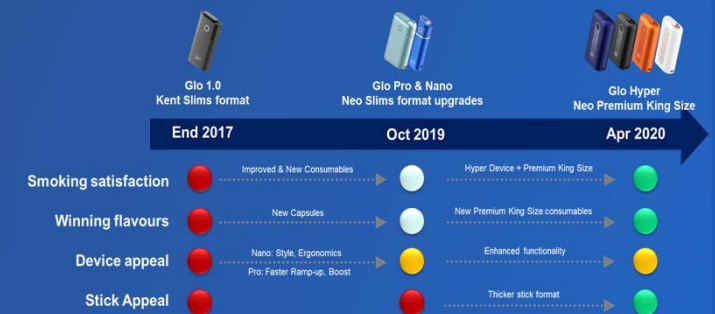 Glo 1.0
Kent Slims format
Glo Pro & Nano
Neo Slims format upgrades
Glo Hyper
Neo Premium King Size
End 2017
Oct 2019
Apr 2020
Smoking satisfaction
Improved & New Consumables
Hyper Device + Premium King Size
Winning flavours
New Capsules
New Premium King Size consumables
Device appeal
Nano: Style, Ergonomics
Pro: Faster Ramp-up, Boost
Enhanced functionality
Stick Appeal
Thicker stick format